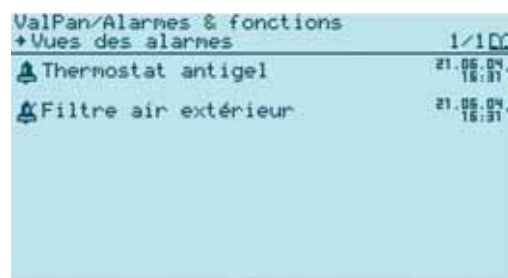 ValPan/Alarmes & fonctions
Vues des alarmes 1/1
Thermostat antigel 21.06.04.
16:31
Filtre air extérieur 21.06.04.
16:31